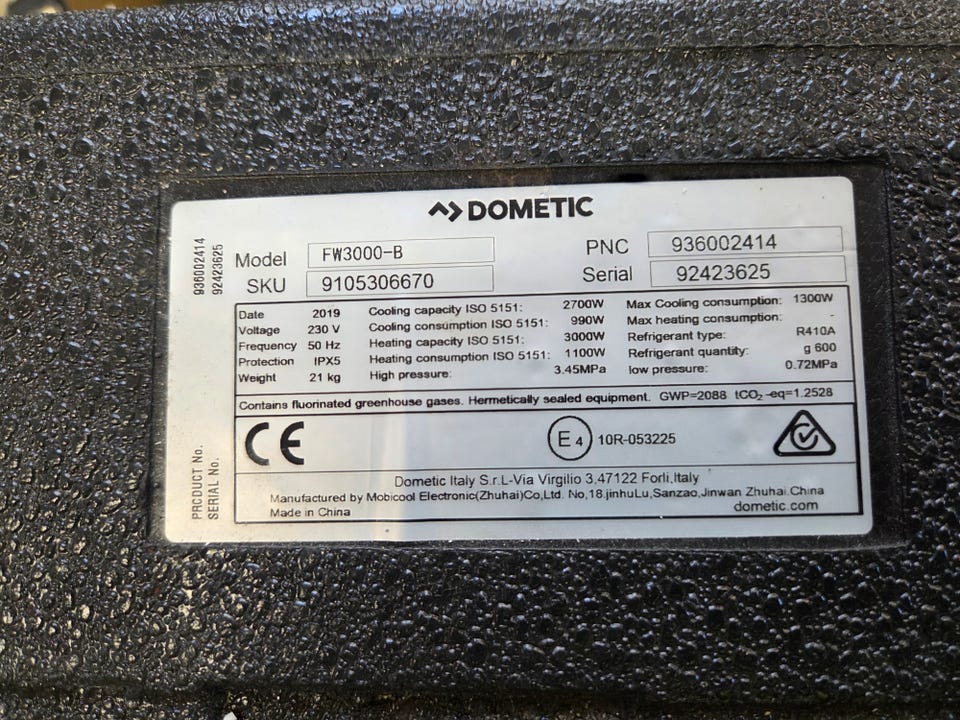 DOMETIC
Model FW3000-B PNC 936002414
SKU 9105306670 Serial 92423625
Date 2019 Cooling capacity ISO 5151: 2700W Max Cooling consumption: 1300W
Voltage 230 V Cooling consumption ISO 5151: 990W Max heating consumption: -
Frequency 50 Hz Heating capacity ISO 5151: 3000W Refrigerant type: R410A
Protection IPX5 Heating consumption ISO 5151: 1100W Refrigerant quantity: g 600
Weight 21 kg High pressure: 3.45MPa low pressure: 0.72MPa
Contains fluorinated greenhouse gases. Hermetically sealed equipment. GWP=2088 tCO₂-eq=1.2528
CE E4 10R-053225
Dometic Italy S.r.L-Via Virgilio 3,47122 Forli,Italy
Manufactured by Mobicool Electronic(Zhuhai)Co,Ltd. No,18.jinhuLu,Sanzao,Jinwan Zhuhai.China
Made in China dometic.com
PRODUCT No. 936002414
SERIAL No. 92423625